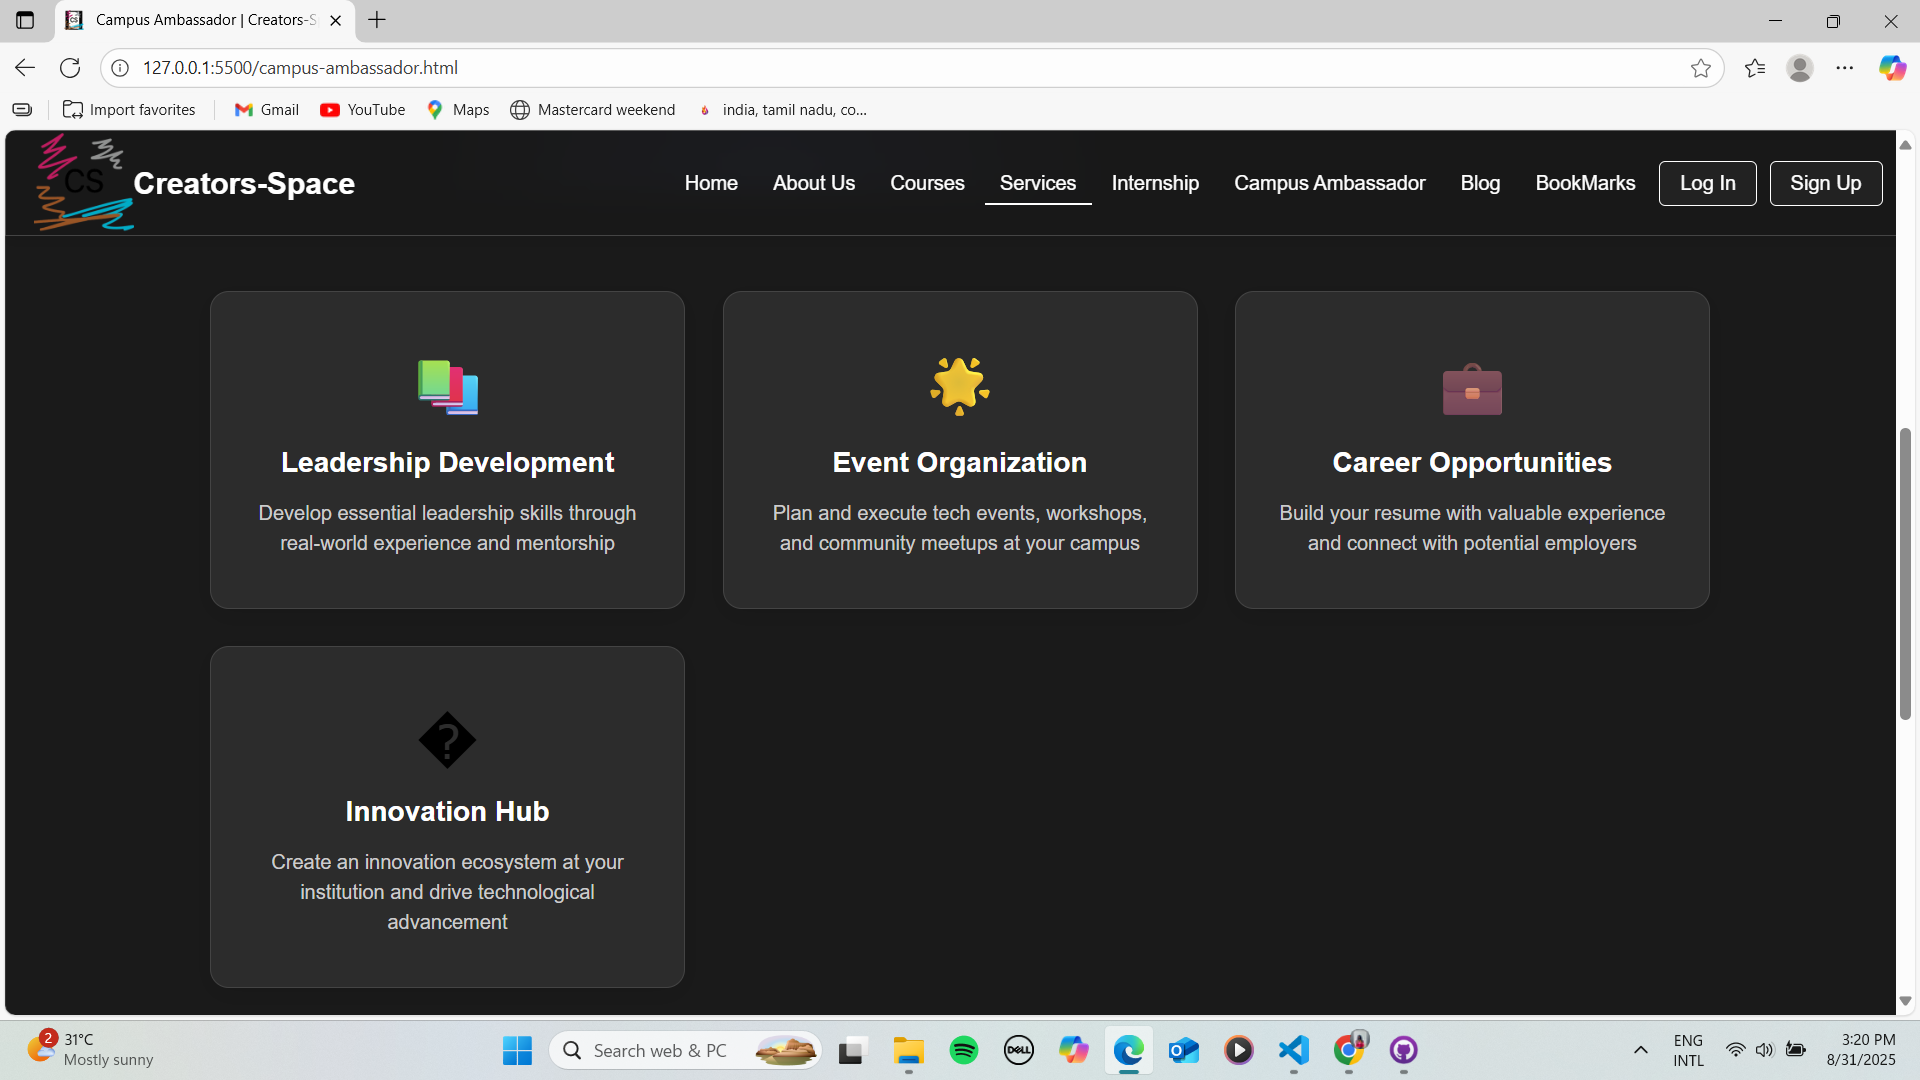 Campus Ambassador | Creators-S
127.0.0.1:5500/campus-ambassador.html
Import favorites
Gmail
YouTube
Maps
Mastercard weekend
india, tamil nadu, co...
CS
Creators-Space
Home
About Us
Courses
Services
Internship
Campus Ambassador
Blog
BookMarks
Log In
Sign Up
Leadership Development
Develop essential leadership skills through
real-world experience and mentorship
Event Organization
Plan and execute tech events, workshops,
and community meetups at your campus
Career Opportunities
Build your resume with valuable experience
and connect with potential employers
�
Innovation Hub
Create an innovation ecosystem at your
institution and drive technological
advancement
2
31°C
Mostly sunny
Search web & PC
DELL
ENG
INTL
3:20 PM
8/31/2025